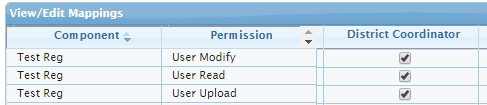 View/Edit Mappings
Component Permission District Coordinator
Test Reg User Modify
Test Reg User Read
Test Reg User Upload